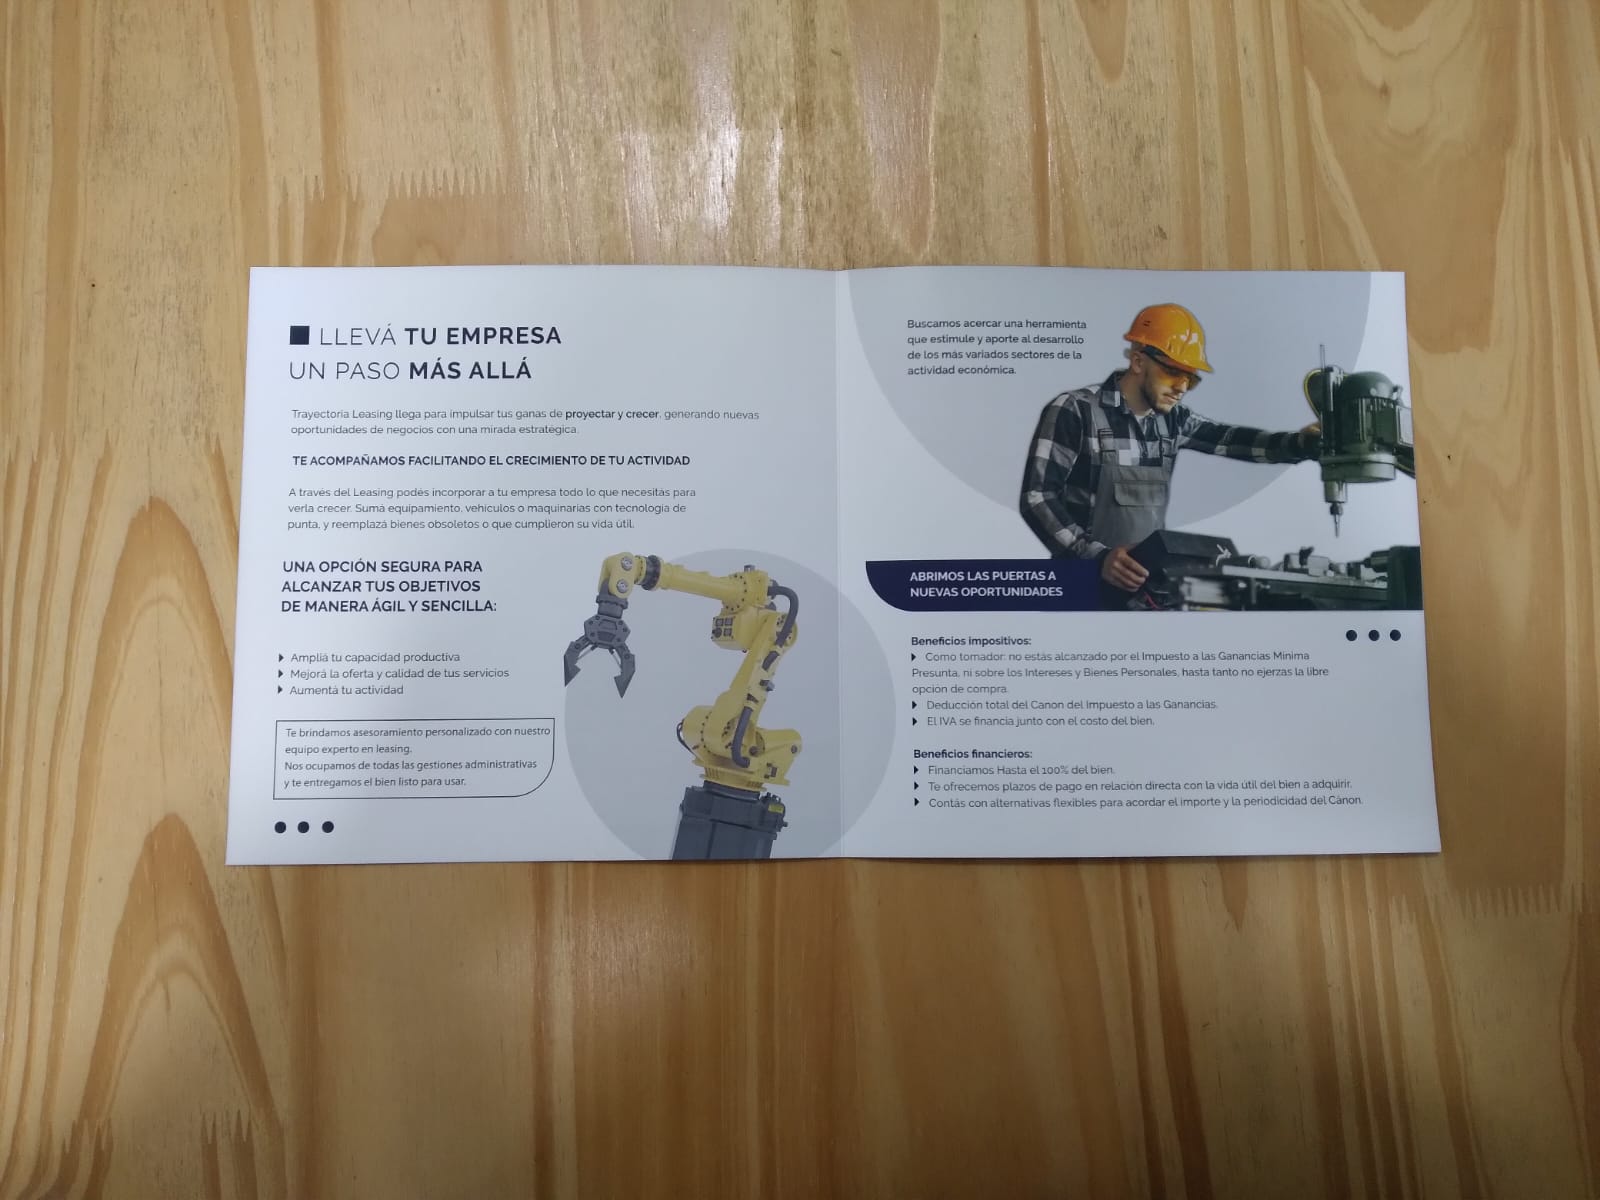 LLEVÁ TU EMPRESA
UN PASO MÁS ALLÁ
Trayectoria Leasing llega para impulsar tus ganas de proyectar y crecer, generando nuevas
oportunidades de negocios con una mirada estratégica.
TE ACOMPAÑAMOS FACILITANDO EL CRECIMIENTO DE TU ACTIVIDAD
A través del Leasing podés incorporar a tu empresa todo lo que necesitás para
verla crecer. Sumá equipamiento, vehículos o maquinarias con tecnología de
punta, y reemplazá bienes obsoletos o que cumplieron su vida útil.
UNA OPCIÓN SEGURA PARA
ALCANZAR TUS OBJETIVOS
DE MANERA ÁGIL Y SENCILLA:
Ampliá tu capacidad productiva
Mejorá la oferta y calidad de tus servicios
Aumentá tu actividad
Te brindamos asesoramiento personalizado con nuestro
equipo experto en leasing.
Nos ocupamos de todas las gestiones administrativas
y te entregamos el bien listo para usar.
Buscamos acercar una herramienta
que estimule y aporte al desarrollo
de los más variados sectores de la
actividad económica.
ABRIMOS LAS PUERTAS A
NUEVAS OPORTUNIDADES
Beneficios impositivos:
Como tomador: no estás alcanzado por el Impuesto a las Ganancias Mínima
Presunta, ni sobre los Intereses y Bienes Personales, hasta tanto no ejerzas la libre
opción de compra.
Deducción total del Canon del Impuesto a las Ganancias.
El IVA se financia junto con el costo del bien.
Beneficios financieros:
Financiamos Hasta el 100% del bien.
Te ofrecemos plazos de pago en relación directa con la vida útil del bien a adquirir.
Contás con alternativas flexibles para acordar el importe y la periodicidad del Cánon.